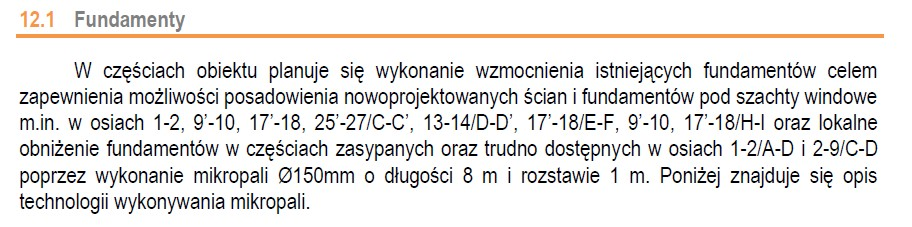 12.1 Fundamenty
W częściach obiektu planuje się wykonanie wzmocnienia istniejących fundamentów celem
zapewnienia możliwości posadowienia nowoprojektowanych ścian i fundamentów pod szachty windowe
m.in. w osiach 1-2, 9’-10, 17’-18, 25’-27/C-C’, 13-14/D-D’, 17’-18/E-F, 9’-10, 17’-18/H-I oraz lokalne
obniżenie fundamentów w częściach zasypanych oraz trudno dostępnych w osiach 1-2/A-D i 2-9/C-D
poprzez wykonanie mikropali Ø150mm o długości 8 m i rozstawie 1 m. Poniżej znajduje się opis
technologii wykonywania mikropali.